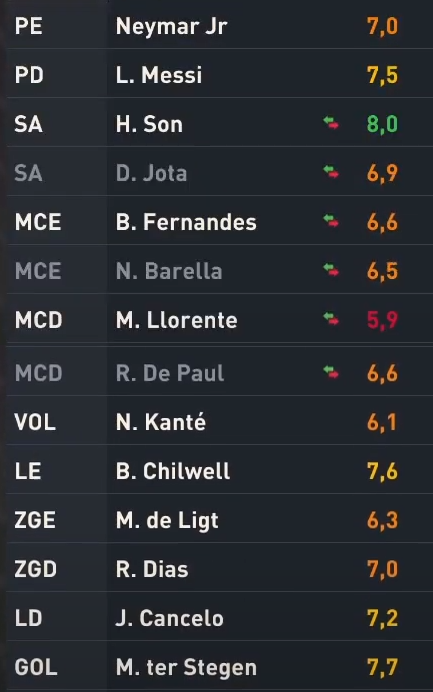 PE Neymar Jr 7,0
PD L. Messi 7,5
SA H. Son 8,0
SA D. Jota 6,9
MCE B. Fernandes 6,6
MCE N. Barella 6,5
MCD M. Llorente 5,9
MCD R. De Paul 6,6
VOL N. Kanté 6,1
LE B. Chilwell 7,6
ZGE M. de Ligt 6,3
ZGD R. Dias 7,0
LD J. Cancelo 7,2
GOL M. ter Stegen 7,7